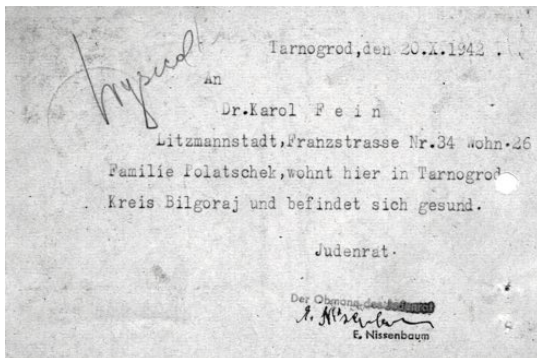 Tarnogrod,den 20.X.1942 .
An
Dr.Karol F e i n
Litzmannstadt,Franzstrasse Nr.34 Wohn.26
Familie Polatschek,wohnt hier in Tarnogrod
Kreis Bilgoraj und befindet sich gesund.
Judenrat.
Der Obmann des Judenrat
E. Nissenbaum
E. Nissenbaum